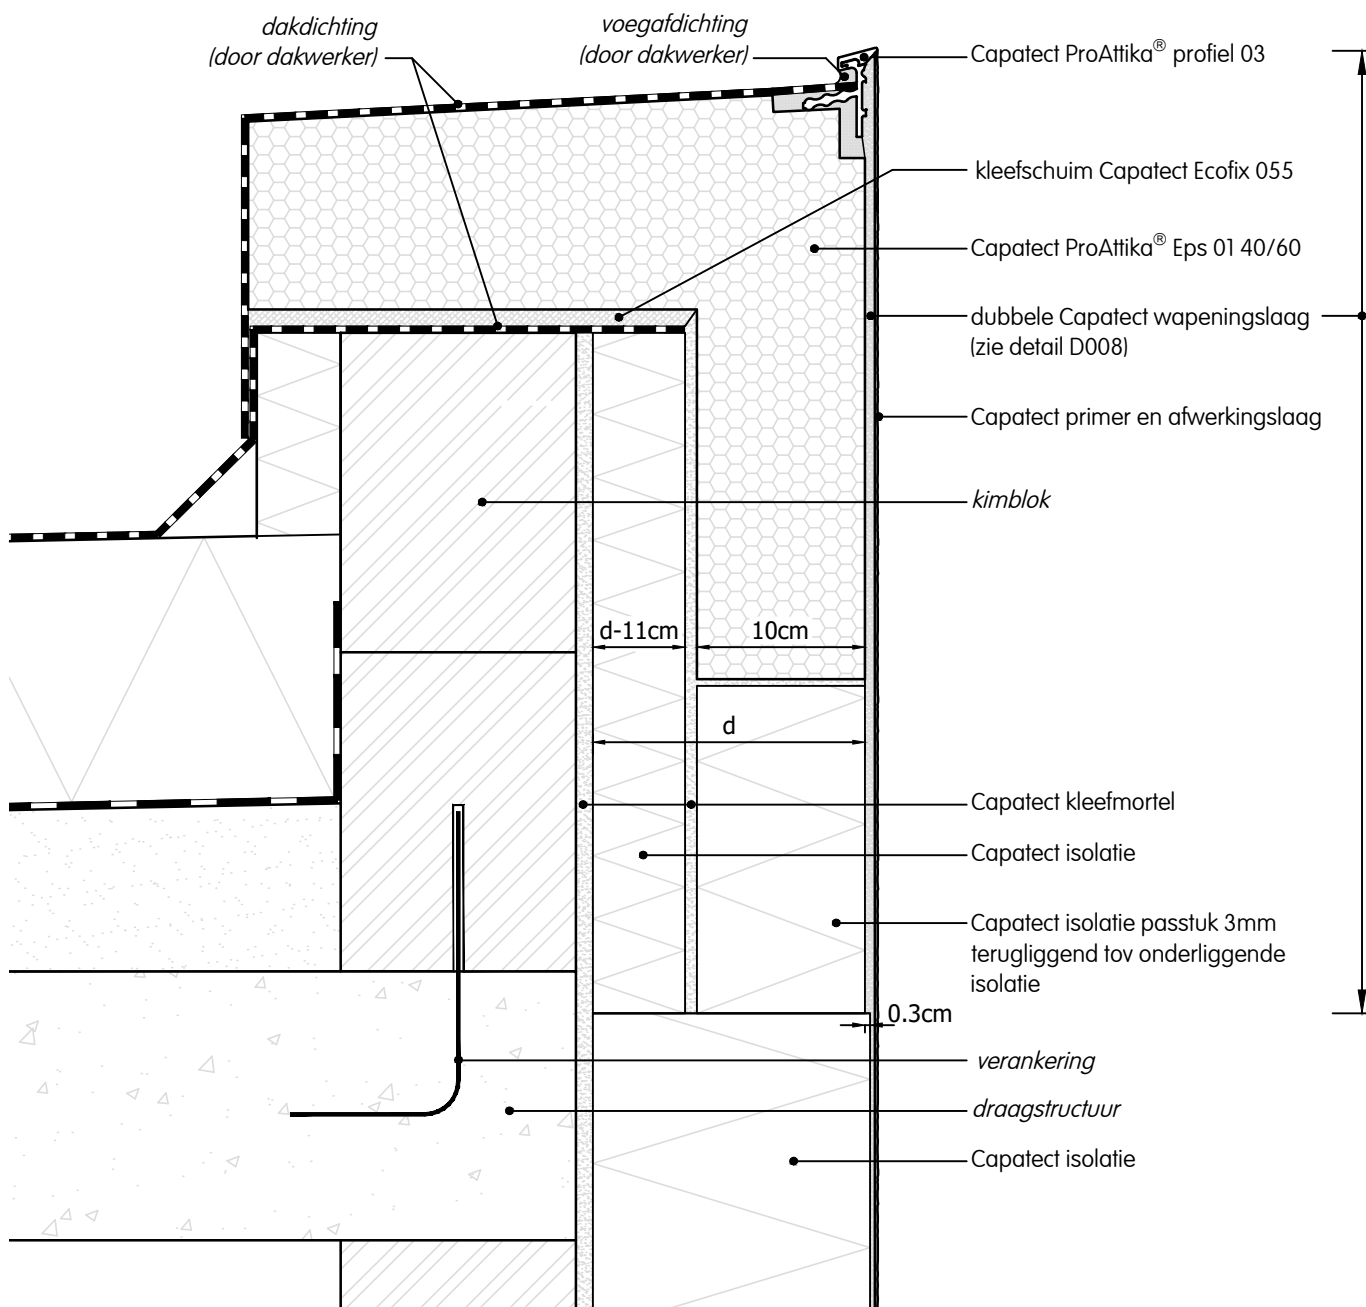 dakdichting
(door dakwerker)
voegafdichting
(door dakwerker)
Capatect ProAttika® profiel 03
kleefschuim Capatect Ecofix 055
Capatect ProAttika® Eps 01 40/60
dubbele Capatect wapeningslaag
(zie detail D008)
Capatect primer en afwerkingslaag
kimblok
d-11cm
10cm
d
Capatect kleefmortel
Capatect isolatie
Capatect isolatie passtuk 3mm
terugliggend tov onderliggende
isolatie
0.3cm
verankering
draagstructuur
Capatect isolatie